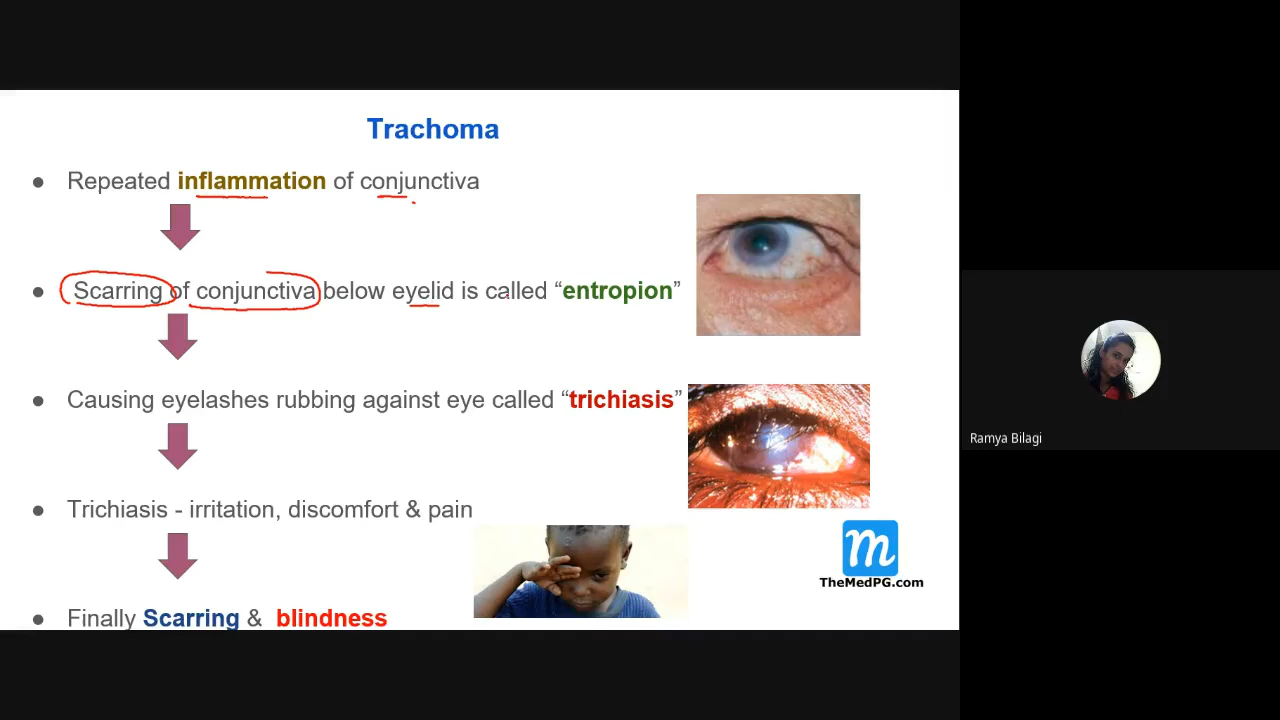 Trachoma
● Repeated inflammation of conjunctiva
● Scarring of conjunctiva below eyelid is called “entropion”
● Causing eyelashes rubbing against eye called “trichiasis”
● Trichiasis - irritation, discomfort & pain
● Finally Scarring & blindness
m
TheMedPG.com
Ramya Bilagi